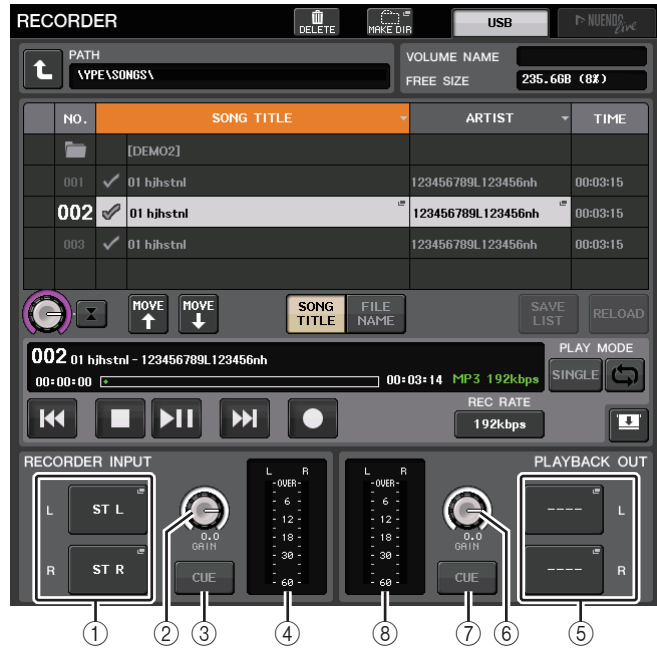 RECORDER
DELETE
MAKE DIR
USB
NUENDO Live
PATH
\YPE\SONGS\
VOLUME NAME
FREE SIZE
235.6GB (8%)
NO.
SONG TITLE
ARTIST
TIME
[DEMO2]
001 01 hjhstnl 123456789L123456nh 00:03:15
002 01 hjhstnl 123456789L123456nh 00:03:15
003 01 hjhstnl 123456789L123456nh 00:03:15
MOVE
MOVE
SONG TITLE
FILE NAME
SAVE LIST
RELOAD
002 01 hjhstnl - 123456789L123456nh
00:00:00
00:03:14 MP3 192kbps
PLAY MODE
SINGLE
REC RATE
192kbps
RECORDER INPUT
L
ST L
R
ST R
0.0
GAIN
CUE
L R
-OVER-
6
12
18
30
60
L R
-OVER-
6
12
18
30
60
0.0
GAIN
CUE
PLAYBACK OUT
----
L
----
R
① ② ③ ④ ⑧ ⑦ ⑥ ⑤